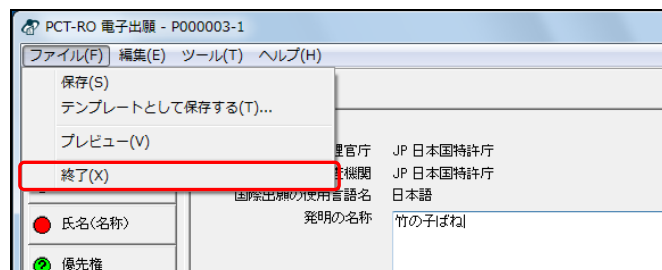 PCT-RO 電子出願 - P000003-1
ファイル(F) 編集(E) ツール(T) ヘルプ(H)
保存(S)
テンプレートとして保存する(T)...
プレビュー(V)
終了(X)
理官庁 JP 日本国特許庁
機関 JP 日本国特許庁
国際出願の使用言語名 日本語
発明の名称 竹の子ばね
氏名(名称)
優先権